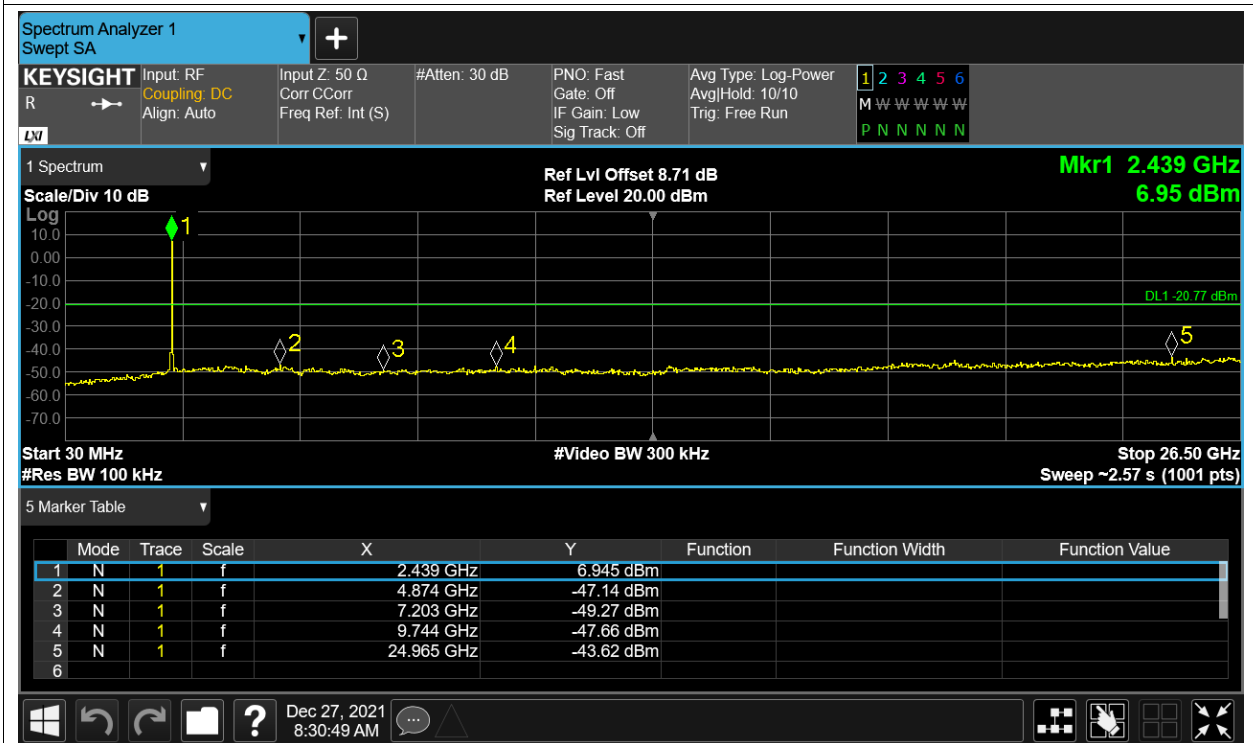 Spectrum Analyzer 1
Swept SA
KEYSIGHT Input: RF Input Z: 50 Ω #Atten: 30 dB PNO: Fast Avg Type: Log-Power 1 2 3 4 5 6
R Coupling: DC Corr CCorr Gate: Off Avg|Hold: 10/10 M W W W W W
Align: Auto Freq Ref: Int (S) IF Gain: Low Trig: Free Run
LXI Sig Track: Off P N N N N N
1 Spectrum Ref Lvl Offset 8.71 dB Mkr1 2.439 GHz
Scale/Div 10 dB Ref Level 20.00 dBm 6.95 dBm
Log
1
10.0
0.00
-10.0
DL1 -20.77 dBm
-20.0
-30.0
2 3 4 5
-40.0
-50.0
-60.0
-70.0
Start 30 MHz #Video BW 300 kHz Stop 26.50 GHz
#Res BW 100 kHz Sweep ~2.57 s (1001 pts)
5 Marker Table
Mode Trace Scale X Y Function Function Width Function Value
1 N 1 f 2.439 GHz 6.945 dBm
2 N 1 f 4.874 GHz -47.14 dBm
3 N 1 f 7.203 GHz -49.27 dBm
4 N 1 f 9.744 GHz -47.66 dBm
5 N 1 f 24.965 GHz -43.62 dBm
6
? Dec 27, 2021
8:30:49 AM